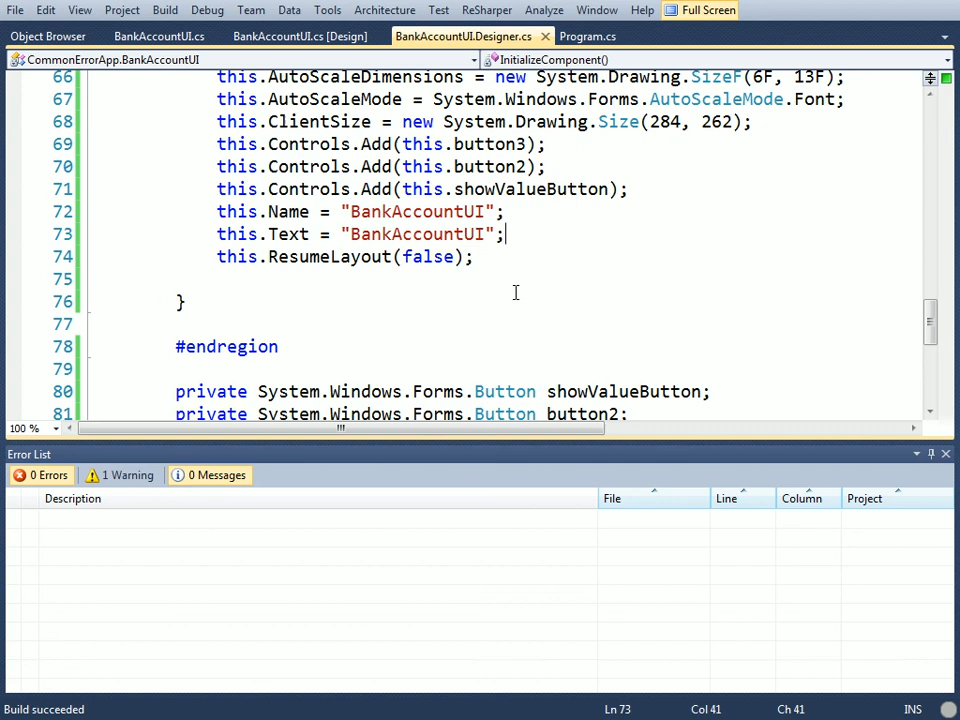 File Edit View Project Build Debug Team Data Tools Architecture Test ReSharper Analyze Window Help Full Screen
Object Browser BankAccountUI.cs BankAccountUI.cs [Design] BankAccountUI.Designer.cs Program.cs
CommonErrorApp.BankAccountUI InitializeComponent()
66 this.AutoScaleDimensions = new System.Drawing.SizeF(6F, 13F);
67 this.AutoScaleMode = System.Windows.Forms.AutoScaleMode.Font;
68 this.ClientSize = new System.Drawing.Size(284, 262);
69 this.Controls.Add(this.button3);
70 this.Controls.Add(this.button2);
71 this.Controls.Add(this.showValueButton);
72 this.Name = "BankAccountUI";
73 this.Text = "BankAccountUI";
74 this.ResumeLayout(false);
75
76 }
77
78 #endregion
79
80 private System.Windows.Forms.Button showValueButton;
81 private System.Windows.Forms.Button button2;
100 %
Error List
0 Errors 1 Warning 0 Messages
Description File Line Column Project
Build succeeded Ln 73 Col 41 Ch 41 INS